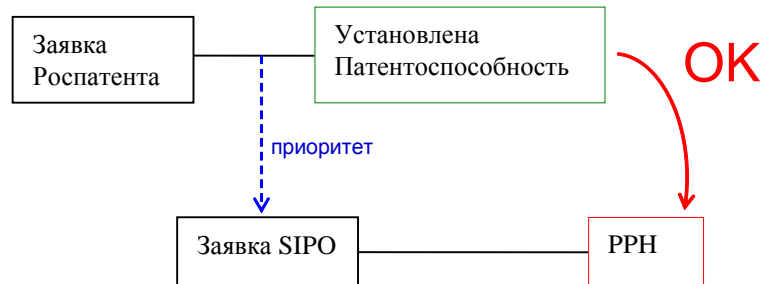 Заявка
Роспатента
Установлена
Патентоспособность
OK
приоритет
Заявка SIPO
PPH